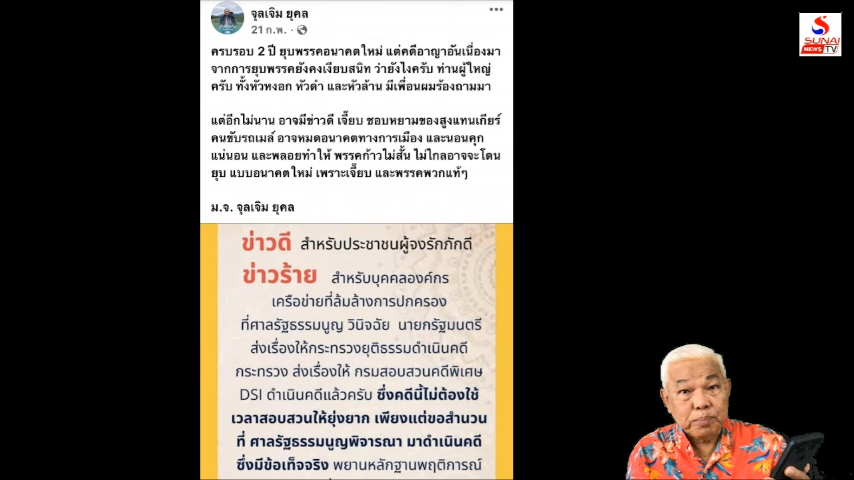 จุลเจิม ยุคล
21 ก.พ.
ครบรอบ 2 ปี ยุบพรรคอนาคตใหม่ แต่คดีอาญาอันเนื่องมา
จากการยุบพรรคยังคงเงียบสนิท ว่ายังไงครับ ท่านผู้ใหญ่
ครับ ทั้งหัวหงอก หัวดำ และหัวล้าน มีเพื่อนผมร้องถามมา
แต่อีกไม่นาน อาจมีข่าวดี เจี๊ยบ ชอบหยามของสูงแทนเกียร์
คนขับรถเมล์ อาจหมดอนาคตทางการเมือง และนอนคุก
แน่นอน และพลอยทำให้ พรรคก้าวไม่สั้น ไม่ไกลอาจจะโดน
ยุบ แบบอนาคตใหม่ เพราะเจี๊ยบ และพรรคพวกแท้ๆ
ม.จ. จุลเจิม ยุคล
SUNAI
NEWS TV
ข่าวดี สำหรับประชาชนผู้จงรักภักดี
ข่าวร้าย สำหรับบุคคลองค์กร
เครือข่ายที่ล้มล้างการปกครอง
ที่ศาลรัฐธรรมนูญ วินิจฉัย นายกรัฐมนตรี
ส่งเรื่องให้กระทรวงยุติธรรมดำเนินคดี
กระทรวง ส่งเรื่องให้ กรมสอบสวนคดีพิเศษ
DSI ดำเนินคดีแล้วครับ ซึ่งคดีนี้ไม่ต้องใช้
เวลาสอบสวนให้ยุ่งยาก เพียงแต่ขอสำนวน
ที่ ศาลรัฐธรรมนูญพิจารณา มาดำเนินคดี
ซึ่งมีข้อเท็จจริง พยานหลักฐานพฤติการณ์